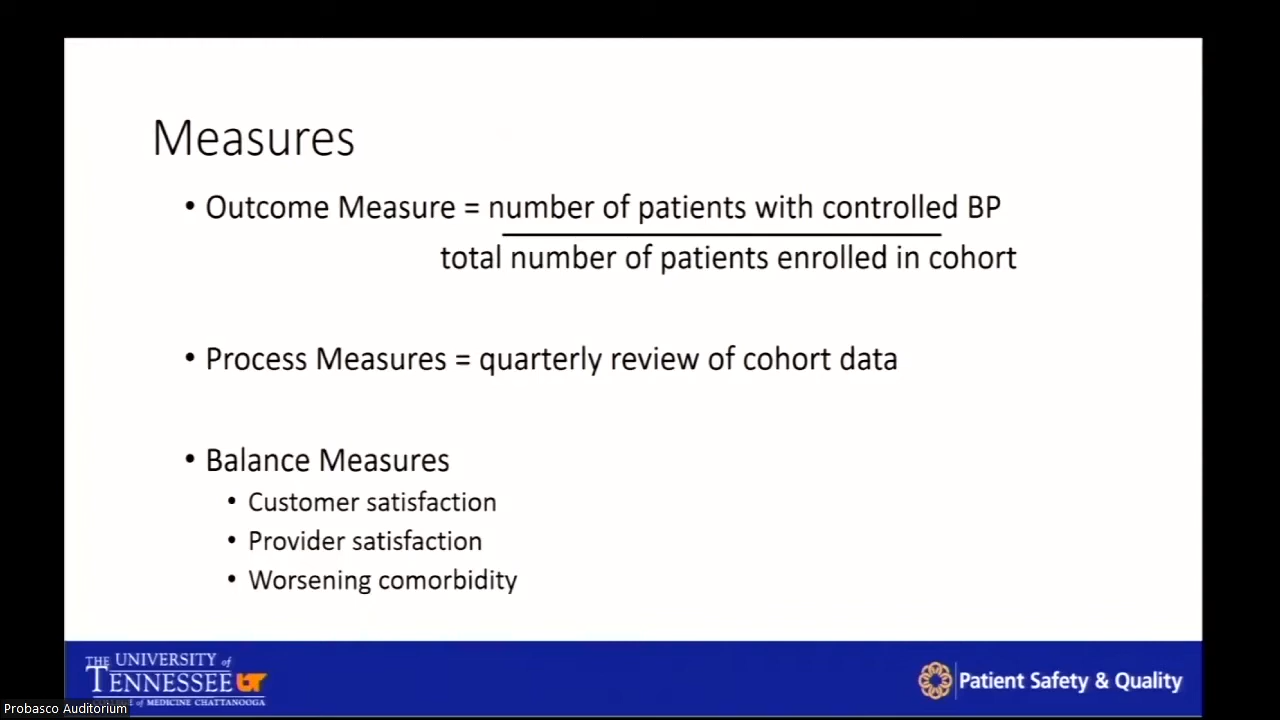 Measures
• Outcome Measure = number of patients with controlled BP
total number of patients enrolled in cohort
• Process Measures = quarterly review of cohort data
• Balance Measures
• Customer satisfaction
• Provider satisfaction
• Worsening comorbidity
THE UNIVERSITY of
TENNESSEE UT
of MEDICINE CHATTANOOGA
Patient Safety & Quality
Probasco Auditorium